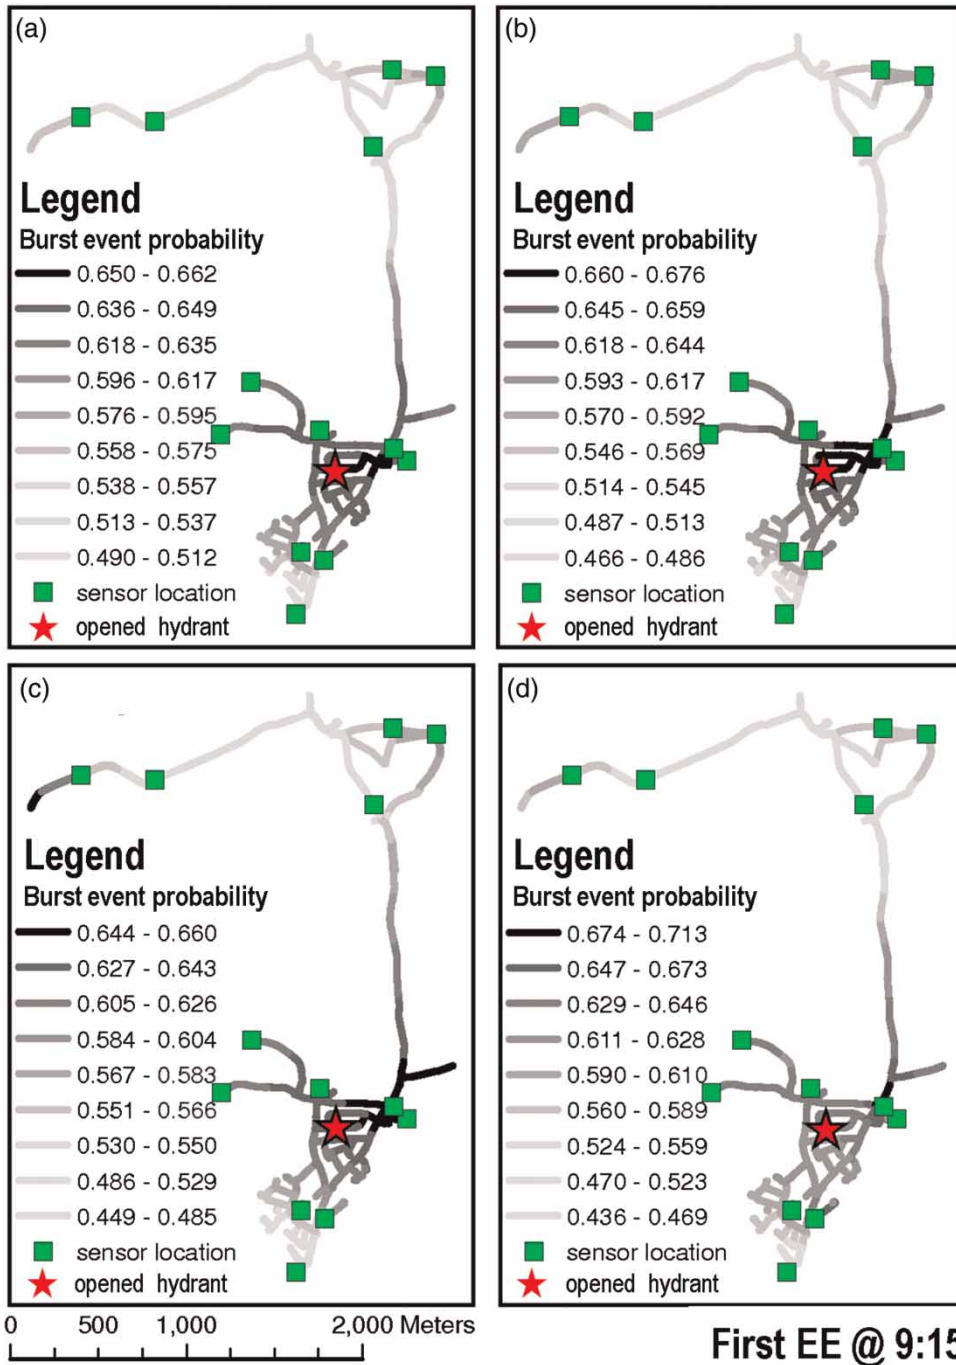 (a)
Legend
Burst event probability
0.650 - 0.662
0.636 - 0.649
0.618 - 0.635
0.596 - 0.617
0.576 - 0.595
0.558 - 0.575
0.538 - 0.557
0.513 - 0.537
0.490 - 0.512
sensor location
opened hydrant
(b)
Legend
Burst event probability
0.660 - 0.676
0.645 - 0.659
0.618 - 0.644
0.593 - 0.617
0.570 - 0.592
0.546 - 0.569
0.514 - 0.545
0.487 - 0.513
0.466 - 0.486
sensor location
opened hydrant
(c)
Legend
Burst event probability
0.644 - 0.660
0.627 - 0.643
0.605 - 0.626
0.584 - 0.604
0.567 - 0.583
0.551 - 0.566
0.530 - 0.550
0.486 - 0.529
0.449 - 0.485
sensor location
opened hydrant
(d)
Legend
Burst event probability
0.674 - 0.713
0.647 - 0.673
0.629 - 0.646
0.611 - 0.628
0.590 - 0.610
0.560 - 0.589
0.524 - 0.559
0.470 - 0.523
0.436 - 0.469
sensor location
opened hydrant
0 500 1,000 2,000 Meters
First EE @ 9:15